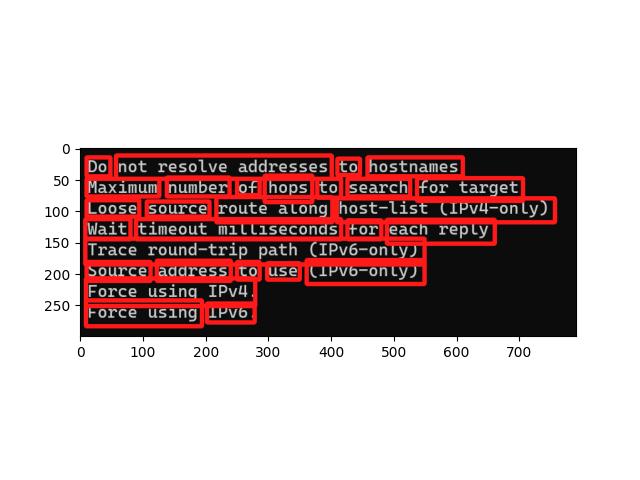 0
50
100
150
200
250
Do not resolve addresses to hostnames
Maximum number of hops to search for target
Loose source route along host-list (IPv4-only)
Wait timeout milliseconds for each reply
Trace round-trip path (IPv6-only)
Source address to use (IPv6-only)
Force using IPv4.
Force using IPv6.
0 100 200 300 400 500 600 700